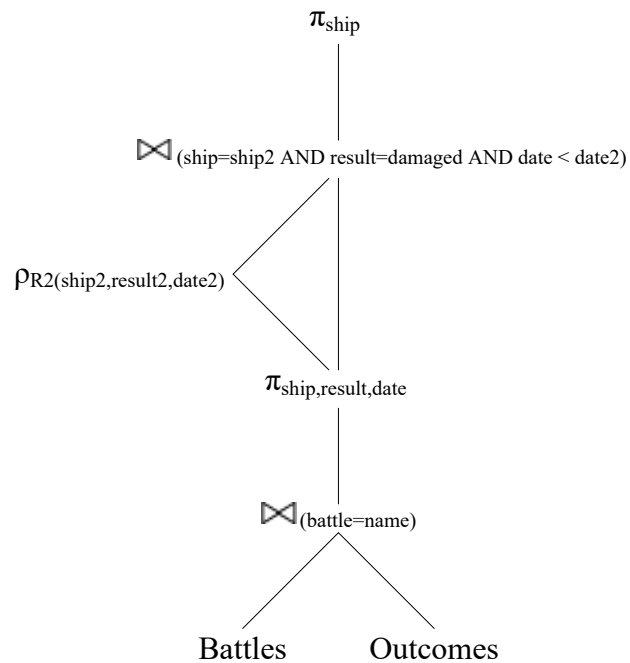 πship
⋈(ship=ship2 AND result=damaged AND date < date2)
ρR2(ship2,result2,date2)
πship,result,date
⋈(battle=name)
Battles Outcomes